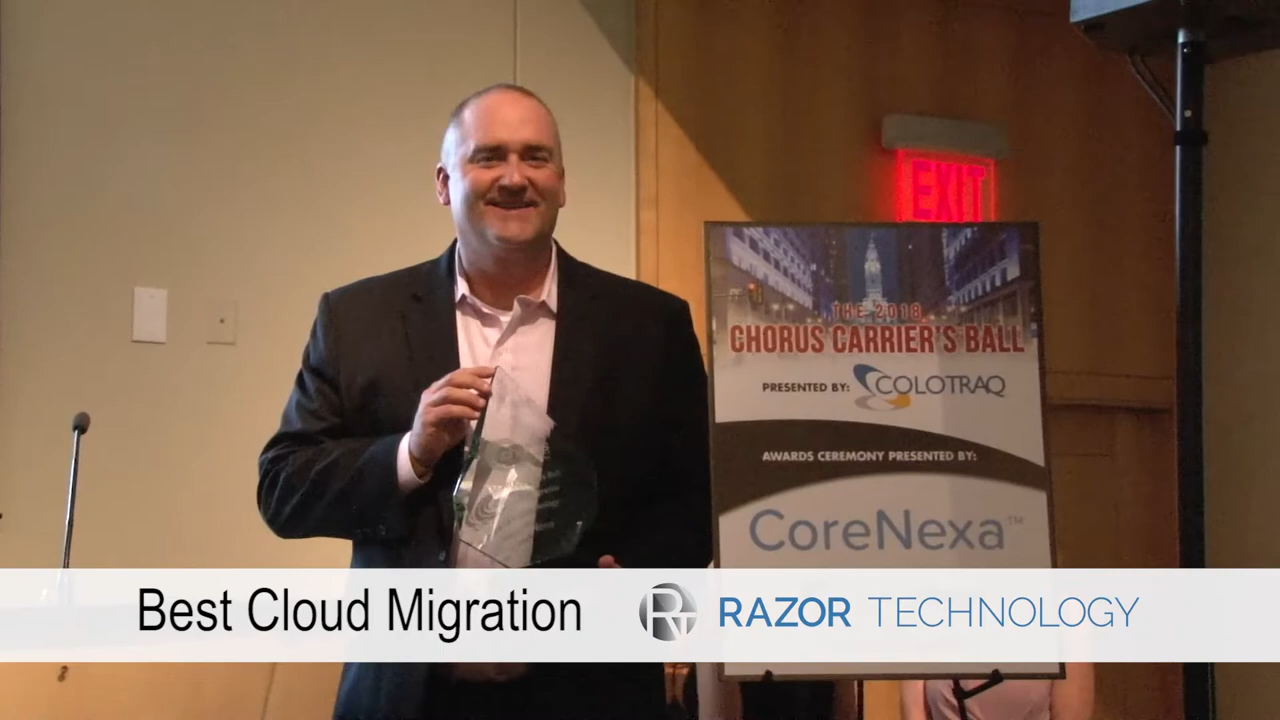 EXIT
THE 2018
CHORUS CARRIER'S BALL
PRESENTED BY: COLOTRAQ
AWARDS CEREMONY PRESENTED BY:
CoreNexa™
Best Cloud Migration RT RAZOR TECHNOLOGY